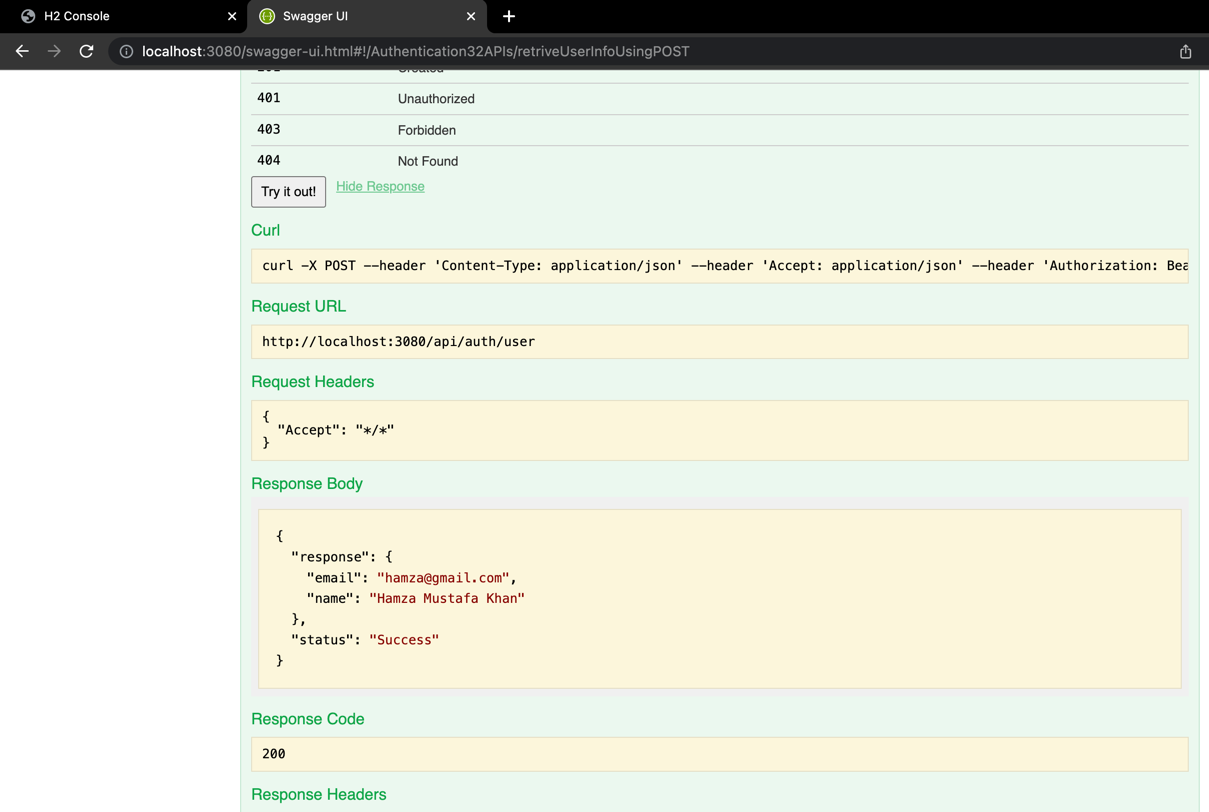 H2 Console
Swagger UI
localhost:3080/swagger-ui.html#!/Authentication32APIs/retriveUserInfoUsingPOST
201 Created
401 Unauthorized
403 Forbidden
404 Not Found
Try it out! Hide Response
Curl
curl -X POST --header 'Content-Type: application/json' --header 'Accept: application/json' --header 'Authorization: Bea
Request URL
http://localhost:3080/api/auth/user
Request Headers
{
"Accept": "*/*"
}
Response Body
{
"response": {
"email": "hamza@gmail.com",
"name": "Hamza Mustafa Khan"
},
"status": "Success"
}
Response Code
200
Response Headers